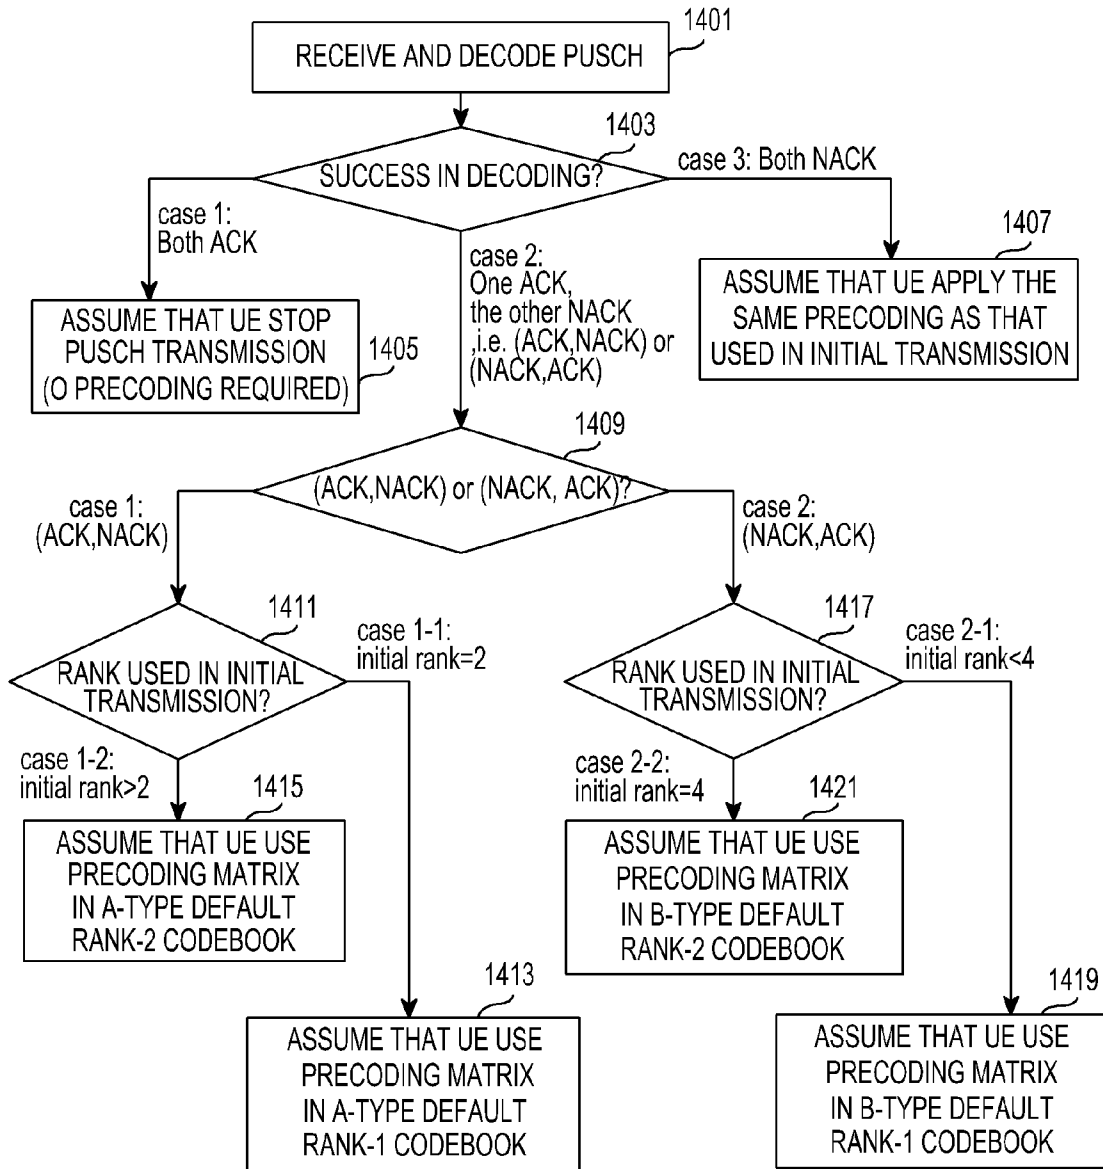 1401
RECEIVE AND DECODE PUSCH
1403
SUCCESS IN DECODING?
case 3: Both NACK
case 1:
Both ACK
case 2:
One ACK,
the other NACK
,i.e. (ACK,NACK) or
(NACK,ACK)
1407
ASSUME THAT UE APPLY THE
SAME PRECODING AS THAT
USED IN INITIAL TRANSMISSION
ASSUME THAT UE STOP
PUSCH TRANSMISSION
(O PRECODING REQUIRED)
1405
1409
(ACK,NACK) or (NACK, ACK)?
case 1:
(ACK,NACK)
case 2:
(NACK,ACK)
1411
RANK USED IN INITIAL
TRANSMISSION?
case 1-1:
initial rank=2
1417
RANK USED IN INITIAL
TRANSMISSION?
case 2-1:
initial rank<4
case 1-2:
initial rank>2
1415
ASSUME THAT UE USE
PRECODING MATRIX
IN A-TYPE DEFAULT
RANK-2 CODEBOOK
case 2-2:
initial rank=4
1421
ASSUME THAT UE USE
PRECODING MATRIX
IN B-TYPE DEFAULT
RANK-2 CODEBOOK
1413
ASSUME THAT UE USE
PRECODING MATRIX
IN A-TYPE DEFAULT
RANK-1 CODEBOOK
1419
ASSUME THAT UE USE
PRECODING MATRIX
IN B-TYPE DEFAULT
RANK-1 CODEBOOK